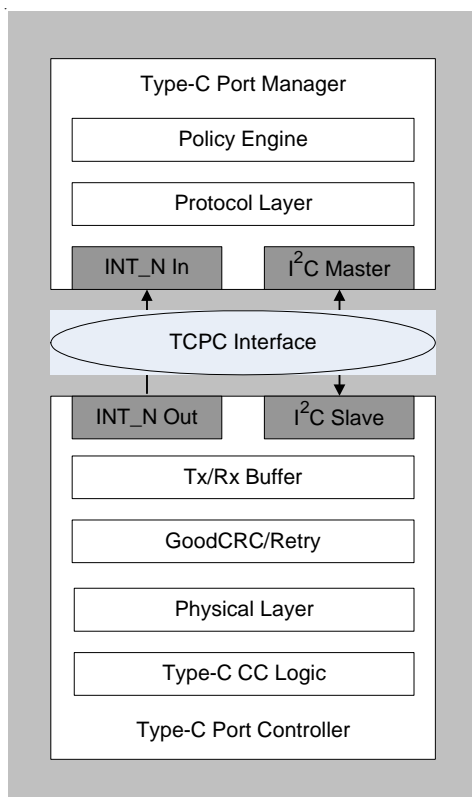 Type-C Port Manager
Policy Engine
Protocol Layer
INT_N In
I²C Master
TCPC Interface
INT_N Out
I²C Slave
Tx/Rx Buffer
GoodCRC/Retry
Physical Layer
Type-C CC Logic
Type-C Port Controller